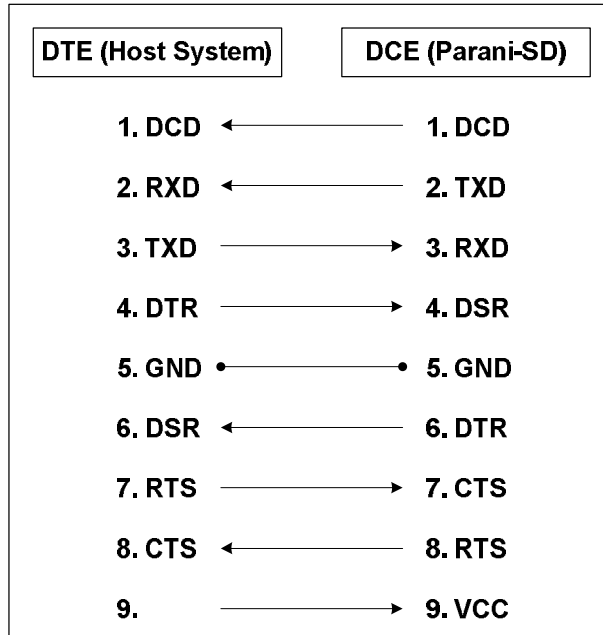 DTE (Host System) DCE (Parani-SD)
1. DCD 1. DCD
2. RXD 2. TXD
3. TXD 3. RXD
4. DTR 4. DSR
5. GND 5. GND
6. DSR 6. DTR
7. RTS 7. CTS
8. CTS 8. RTS
9. 9. VCC